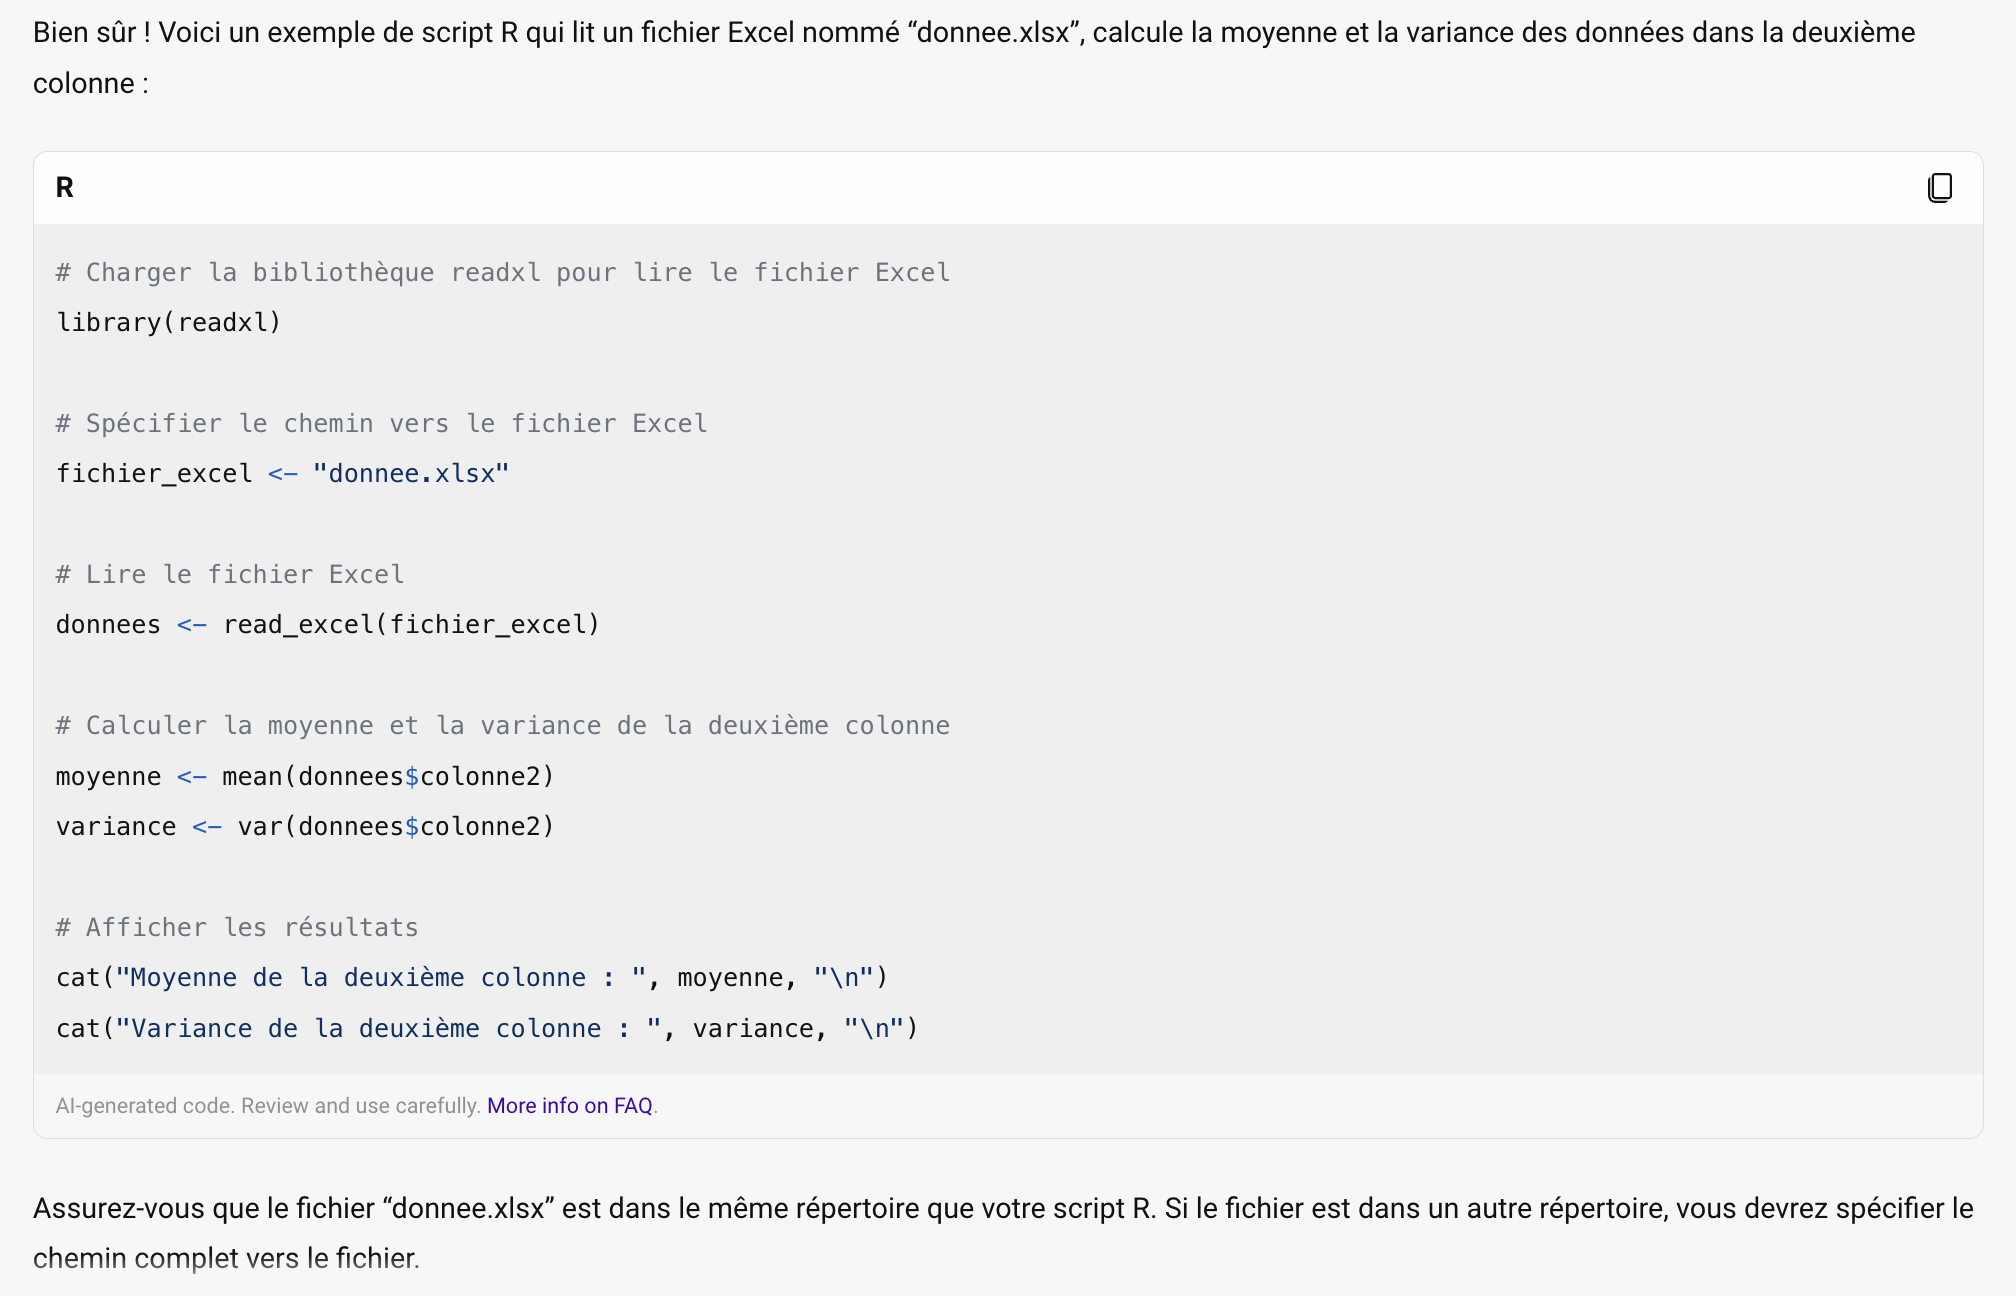 Bien sûr ! Voici un exemple de script R qui lit un fichier Excel nommé “donnee.xlsx”, calcule la moyenne et la variance des données dans la deuxième
colonne :
R
# Charger la bibliothèque readxl pour lire le fichier Excel
library(readxl)
# Spécifier le chemin vers le fichier Excel
fichier_excel <- "donnee.xlsx"
# Lire le fichier Excel
donnees <- read_excel(fichier_excel)
# Calculer la moyenne et la variance de la deuxième colonne
moyenne <- mean(donnees$colonne2)
variance <- var(donnees$colonne2)
# Afficher les résultats
cat("Moyenne de la deuxième colonne : ", moyenne, "\n")
cat("Variance de la deuxième colonne : ", variance, "\n")
AI-generated code. Review and use carefully. More info on FAQ.
Assurez-vous que le fichier “donnee.xlsx” est dans le même répertoire que votre script R. Si le fichier est dans un autre répertoire, vous devrez spécifier le
chemin complet vers le fichier.